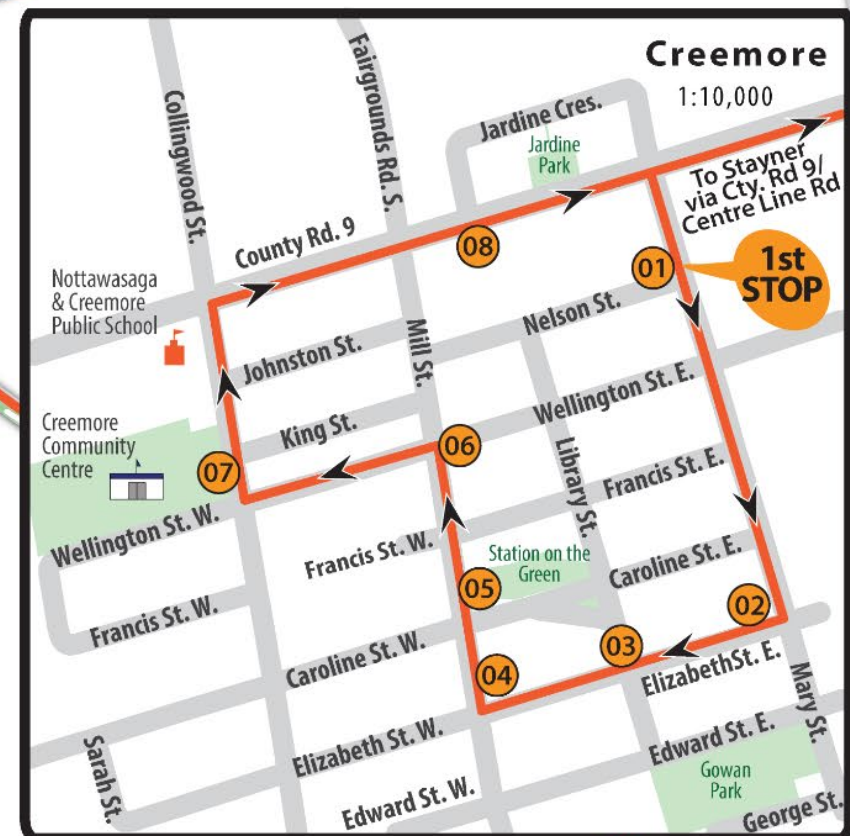 Creemore
1:10,000
Collingwood St.
Fairgrounds Rd. S.
Jardine Cres.
Jardine
Park
To Stayner
via Cty. Rd 9/
Centre Line Rd
County Rd. 9
08
01
1st
STOP
Nottawasaga
& Creemore
Public School
Johnston St.
Mill St.
Nelson St.
King St.
Wellington St. E.
Creemore
Community
Centre
07
06
Library St.
Francis St. E.
Wellington St. W.
Francis St. W.
Station on the
Green
Caroline St. E.
05
02
Francis St. W.
Caroline St. W.
03
04
ElizabethSt. E.
Mary St.
Sarah St.
Elizabeth St. W.
Edward St. E.
Edward St. W.
Gowan
Park
George St.